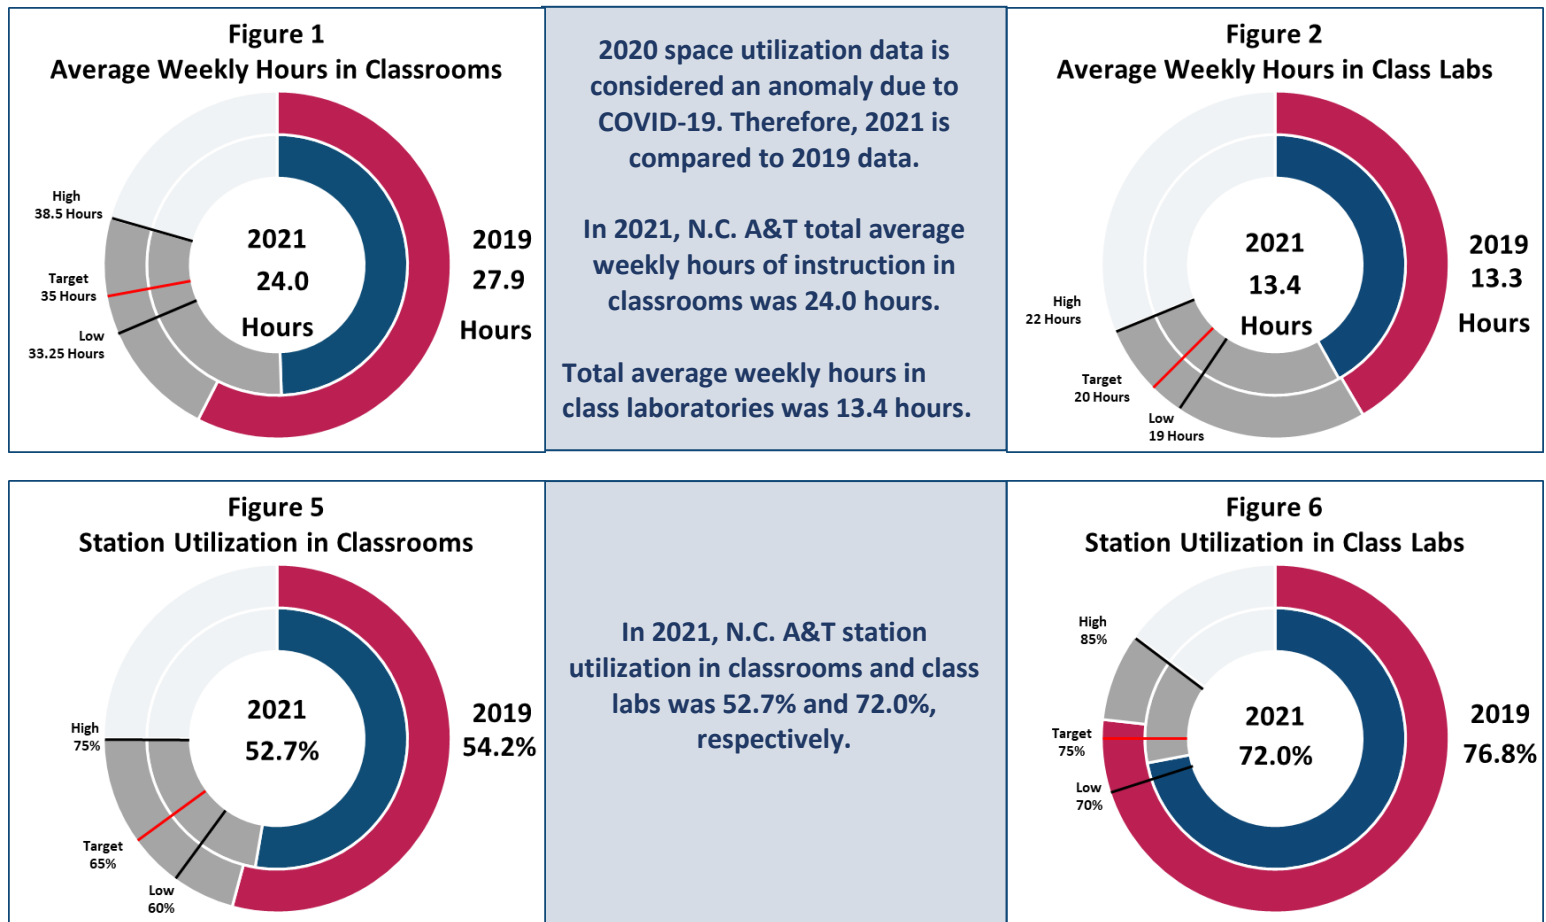 Figure 1
Average Weekly Hours in Classrooms
High
38.5 Hours
Target
35 Hours
Low
33.25 Hours
2021
24.0
Hours
2019
27.9
Hours
2020 space utilization data is
considered an anomaly due to
COVID-19. Therefore, 2021 is
compared to 2019 data.
In 2021, N.C. A&T total average
weekly hours of instruction in
classrooms was 24.0 hours.
Total average weekly hours in
class laboratories was 13.4 hours.
Figure 2
Average Weekly Hours in Class Labs
High
22 Hours
Target
20 Hours
Low
19 Hours
2021
13.4
Hours
2019
13.3
Hours
Figure 5
Station Utilization in Classrooms
High
75%
Target
65%
Low
60%
2021
52.7%
2019
54.2%
In 2021, N.C. A&T station
utilization in classrooms and class
labs was 52.7% and 72.0%,
respectively.
Figure 6
Station Utilization in Class Labs
High
85%
Target
75%
Low
70%
2021
72.0%
2019
76.8%